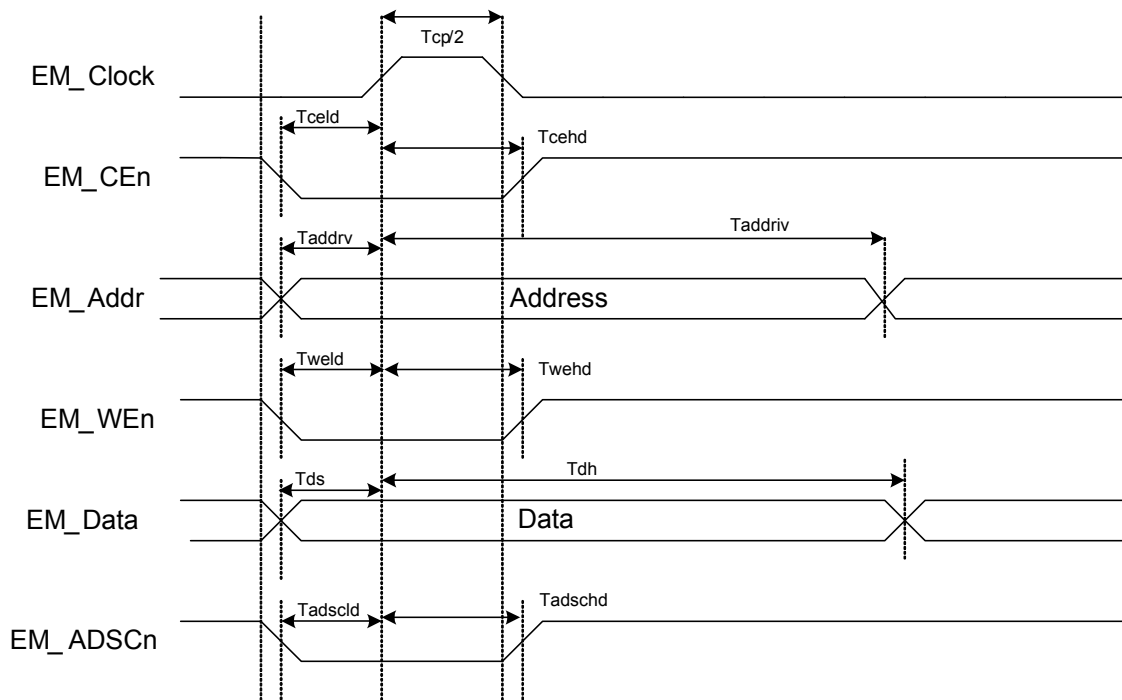 Tcp/2
EM_Clock
Tceld
Tcehd
EM_CEn
Taddrv
Taddriv
EM_Addr
Address
Tweld
Twehd
EM_WEn
Tds
Tdh
EM_Data
Data
Tadscld
Tadschd
EM_ADSCn